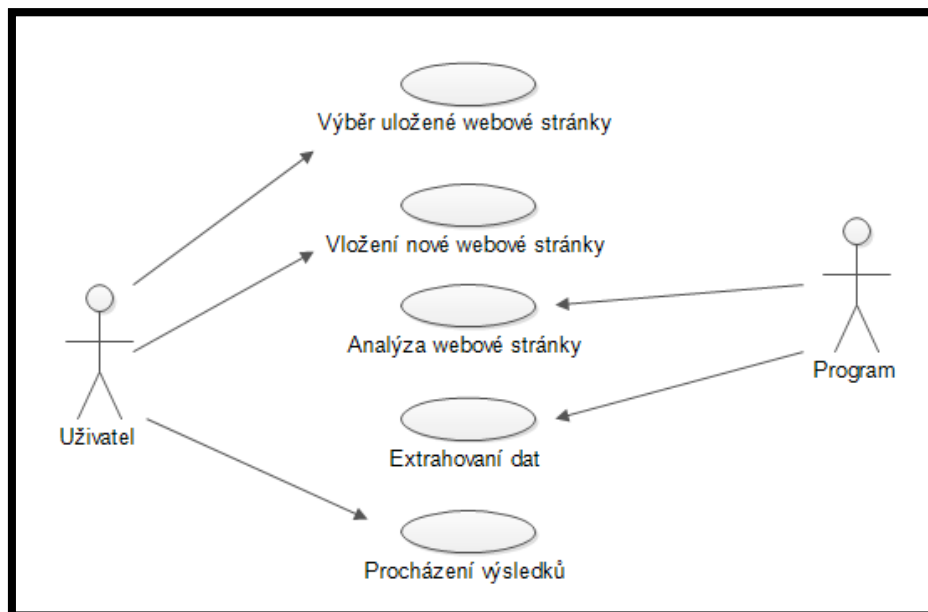 Výběr uložené webové stránky
Vložení nové webové stránky
Analýza webové stránky
Program
Uživatel
Extrahovaní dat
Procházení výsledků